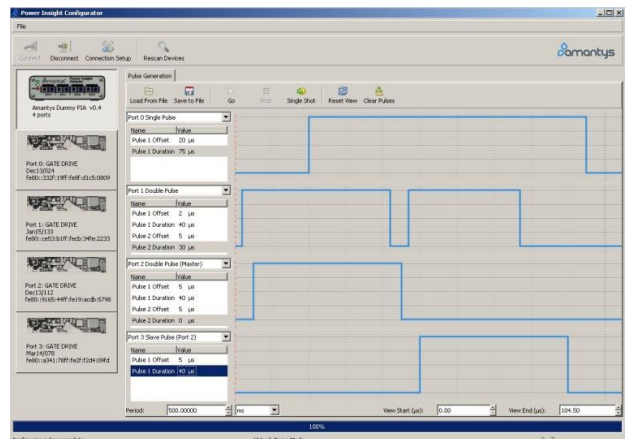 Power Insight Configurator
File
Connect Disconnect Connection Setup Rescan Devices
amantys
Amantys Dummy PIA v0.4
4 ports
Port 0: GATE DRIVE
Dec13/024
fe80::332f:19ff:fe8f:d1c5:0809
Port 1: GATE DRIVE
Jan15/133
fe80::ce53:b1ff:fedb:34fe:2233
Port 2: GATE DRIVE
Dec13/112
fe80::9165:44ff:fe19:acdb:5798
Port 3: GATE DRIVE
Mar14/078
fe80::a341:78ff:fe2f:f2d4:09fd
Pulse Generation
Load From File Save to File Go Stop Single Shot Reset View Clear Pulses
Port 0 Single Pulse
Name Value
Pulse 1 Offset 20 μs
Pulse 1 Duration 75 μs
Port 1 Double Pulse
Name Value
Pulse 1 Offset 2 μs
Pulse 1 Duration 40 μs
Pulse 2 Offset 5 μs
Pulse 2 Duration 30 μs
Port 2 Double Pulse (Master)
Name Value
Pulse 1 Offset 5 μs
Pulse 1 Duration 40 μs
Pulse 2 Offset 5 μs
Pulse 2 Duration 0 μs
Port 3 Slave Pulse (Port 2)
Name Value
Pulse 1 Offset 5 μs
Pulse 1 Duration 40 μs
Period: 500.00000 ms View Start (μs): 0.00 View End (μs): 104.50
100%